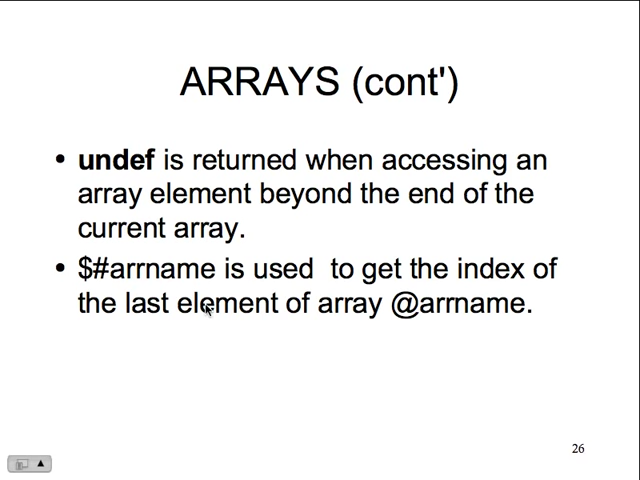 ARRAYS (cont')
• undef is returned when accessing an
array element beyond the end of the
current array.
• $#arrname is used  to get the index of
the last element of array @arrname.
26